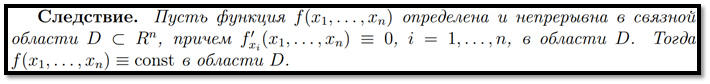 Следствие. Пусть функция f(x₁, . . . , xₙ) определена и непрерывна в связной
области D ⊂ Rⁿ, причем f′ₓᵢ(x₁, . . . , xₙ) ≡ 0, i = 1, . . . , n, в области D. Тогда
f(x₁, . . . , xₙ) ≡ const в области D.